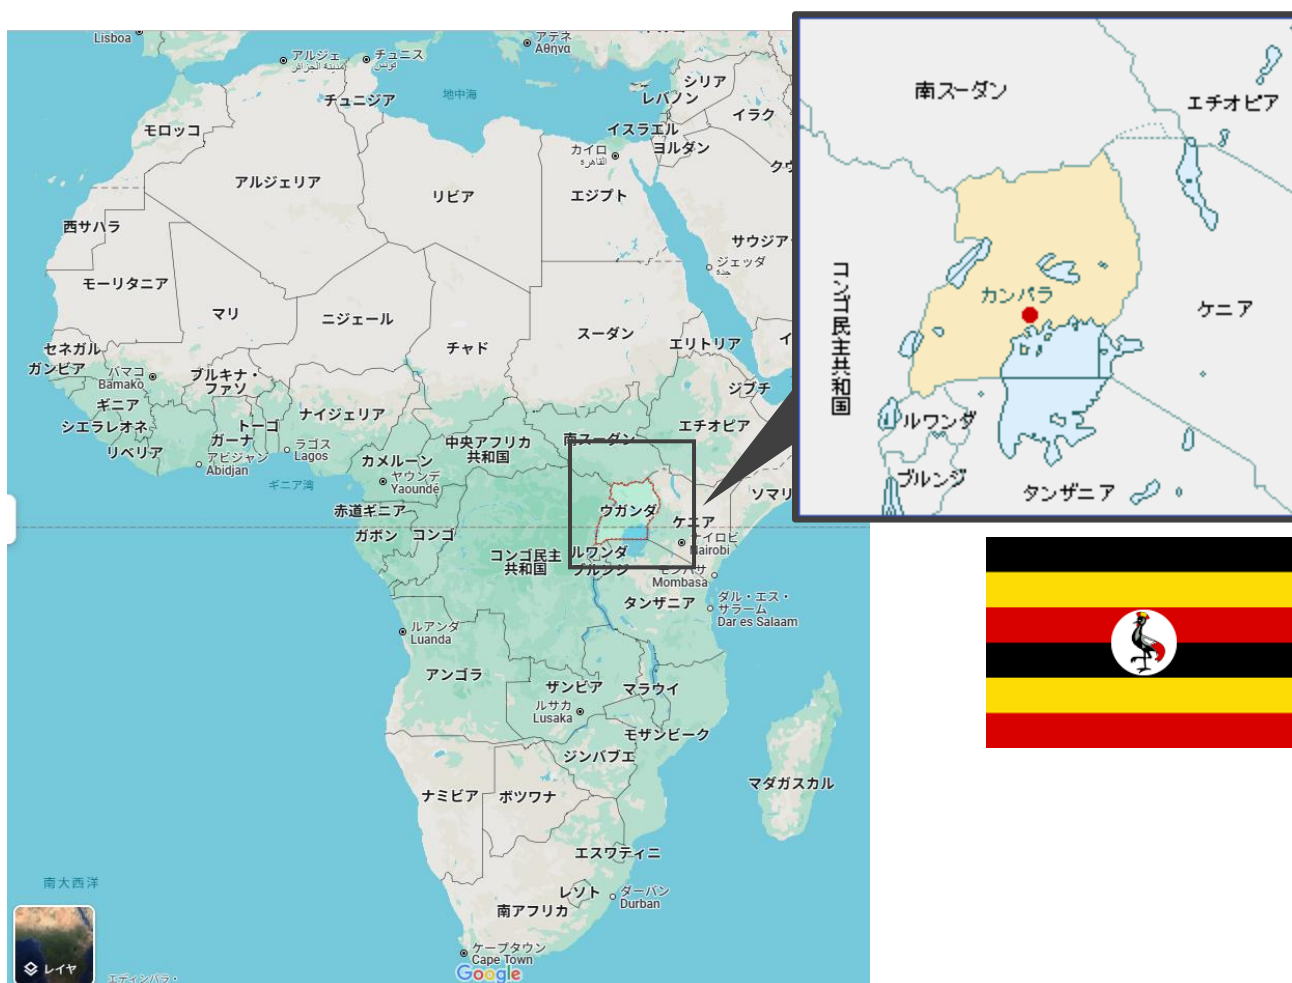 Lisboa
アルジェ
مدينة الجزائر
チュニス
تونس
アテネ
Αθήνα
地中海
シリア
レバノン
イラク
イスラエル
ヨルダン
カイロ
القاهرة
チュニジア
モロッコ
アルジェリア
リビア
エジプト
西サハラ
サウジア
ジェッダ
جدة
モーリタニア
マリ
ニジェール
チャド
スーダン
エリトリア
イ
セネガル
ガンビア
バマコ
Bamako
ブルキナ・
ファソ
ジブチ
ギニア
シエラレオネ
リベリア
トーゴ
ガーナ
アビジャン
Abidjan
ラゴス
Lagos
ナイジェリア
ギニア湾
カメルーン
ヤウンデ
Yaoundé
中央アフリカ
共和国
南スーダン
エチオピア
ソマリ
赤道ギニア
ガボン
コンゴ
ウガンダ
ケニア
ナイロビ
Nairobi
コンゴ民主
共和国
ルワンダ
ブルンジ
モンバサ
Mombasa
タンザニア
ダル・エス・
サラーム
Dar es Salaam
ルアンダ
Luanda
アンゴラ
ザンビア
マラウイ
ルサカ
Lusaka
モザンビーク
ジンバブエ
マダガスカル
ナミビア
ボツワナ
エスワティニ
レソト
ダーバン
Durban
南アフリカ
ケープタウン
Cape Town
南大西洋
レイヤ
エディンバラ・
Google
南スーダン
エチオピア
コンゴ民主共和国
カンパラ
ケニア
ルワンダ
ブルンジ
タンザニア